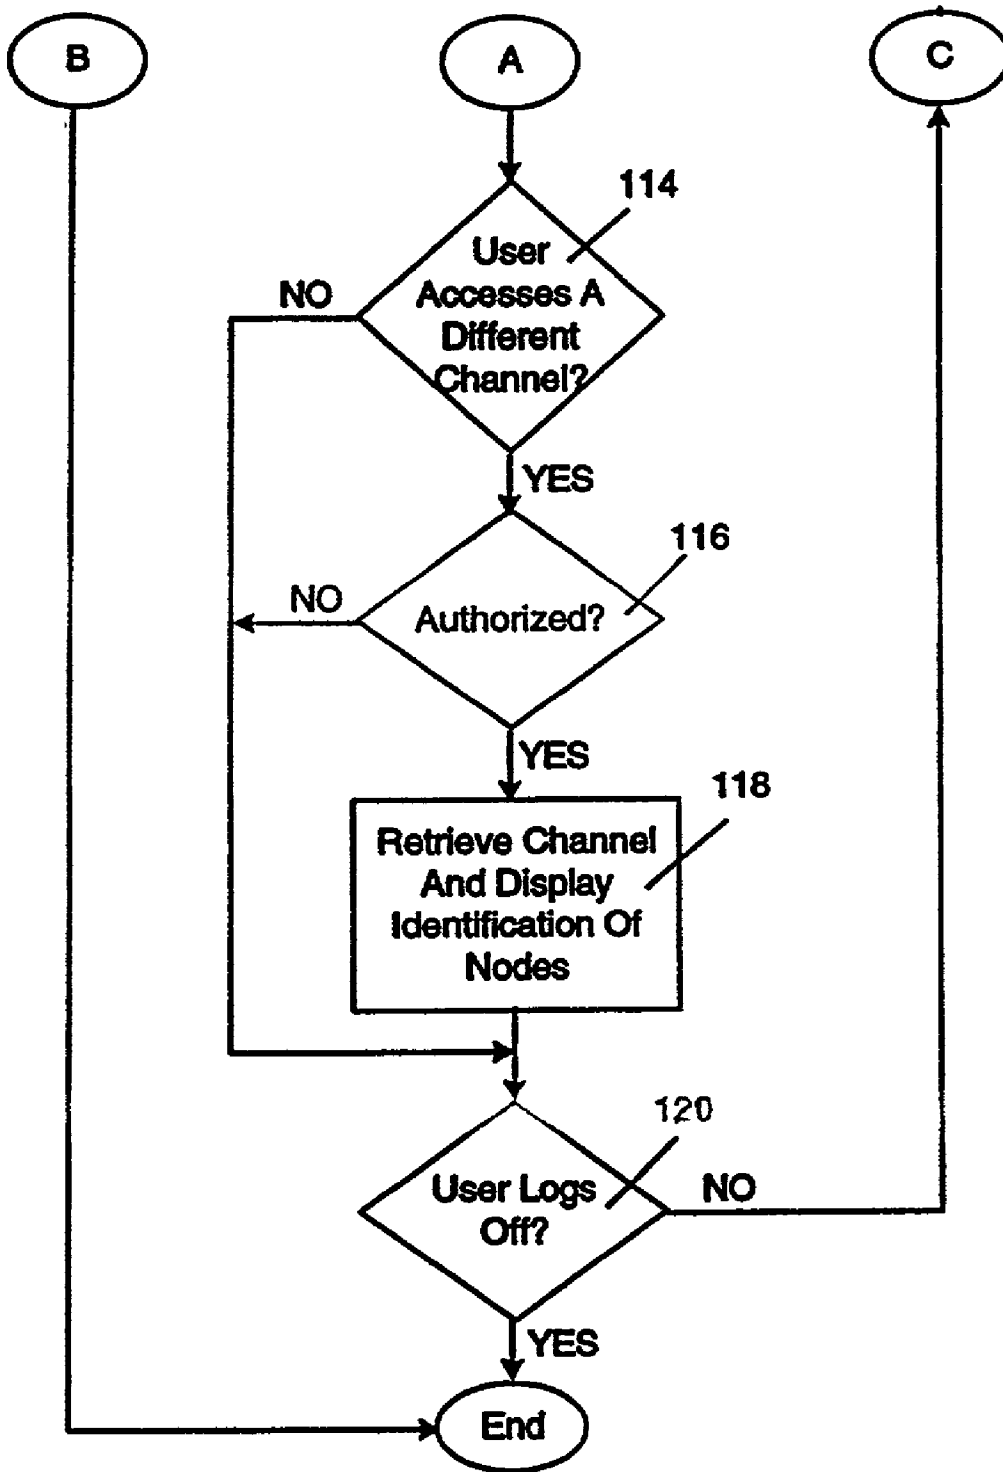 B
A
C
114
User
Accesses A
Different
Channel?
NO
YES
116
Authorized?
NO
YES
118
Retrieve Channel
And Display
Identification Of
Nodes
120
User Logs
Off?
NO
YES
End